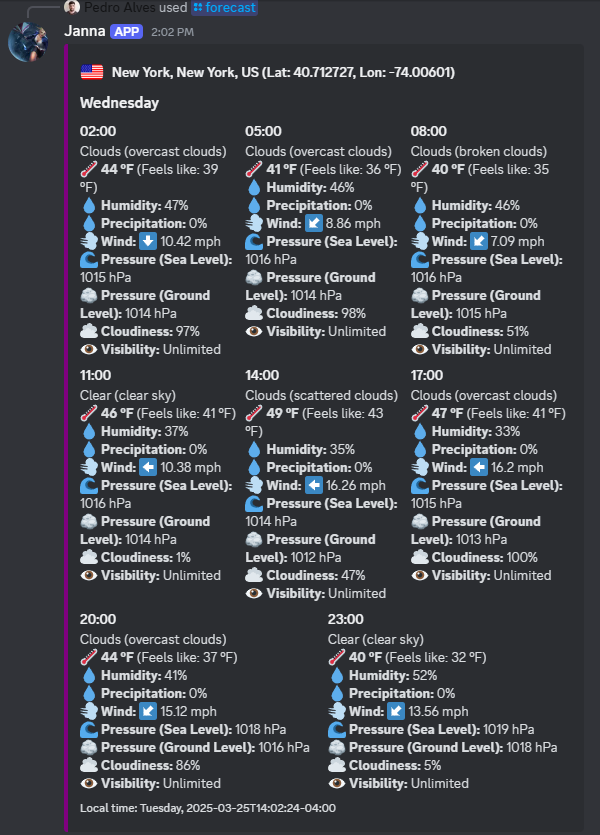 Pedro Alves used forecast
Janna APP 2:02 PM
New York, New York, US (Lat: 40.712727, Lon: -74.00601)
Wednesday
02:00
Clouds (overcast clouds)
44 °F (Feels like: 39
°F)
Humidity: 47%
Precipitation: 0%
Wind: 10.42 mph
Pressure (Sea Level):
1015 hPa
Pressure (Ground
Level): 1014 hPa
Cloudiness: 97%
Visibility: Unlimited
05:00
Clouds (overcast clouds)
41 °F (Feels like: 36 °F)
Humidity: 46%
Precipitation: 0%
Wind: 8.86 mph
Pressure (Sea Level):
1016 hPa
Pressure (Ground
Level): 1014 hPa
Cloudiness: 98%
Visibility: Unlimited
08:00
Clouds (broken clouds)
40 °F (Feels like: 35
°F)
Humidity: 46%
Precipitation: 0%
Wind: 7.09 mph
Pressure (Sea Level):
1016 hPa
Pressure (Ground
Level): 1015 hPa
Cloudiness: 51%
Visibility: Unlimited
11:00
Clear (clear sky)
46 °F (Feels like: 41 °F)
Humidity: 37%
Precipitation: 0%
Wind: 10.38 mph
Pressure (Sea Level):
1016 hPa
Pressure (Ground
Level): 1014 hPa
Cloudiness: 1%
Visibility: Unlimited
14:00
Clouds (scattered clouds)
49 °F (Feels like: 43
°F)
Humidity: 35%
Precipitation: 0%
Wind: 16.26 mph
Pressure (Sea Level):
1014 hPa
Pressure (Ground
Level): 1012 hPa
Cloudiness: 47%
Visibility: Unlimited
17:00
Clouds (overcast clouds)
47 °F (Feels like: 41 °F)
Humidity: 33%
Precipitation: 0%
Wind: 16.2 mph
Pressure (Sea Level):
1015 hPa
Pressure (Ground
Level): 1013 hPa
Cloudiness: 100%
Visibility: Unlimited
20:00
Clouds (overcast clouds)
44 °F (Feels like: 37 °F)
Humidity: 41%
Precipitation: 0%
Wind: 15.12 mph
Pressure (Sea Level): 1018 hPa
Pressure (Ground Level): 1016 hPa
Cloudiness: 86%
Visibility: Unlimited
23:00
Clear (clear sky)
40 °F (Feels like: 32 °F)
Humidity: 52%
Precipitation: 0%
Wind: 13.56 mph
Pressure (Sea Level): 1019 hPa
Pressure (Ground Level): 1018 hPa
Cloudiness: 5%
Visibility: Unlimited
Local time: Tuesday, 2025-03-25T14:02:24-04:00